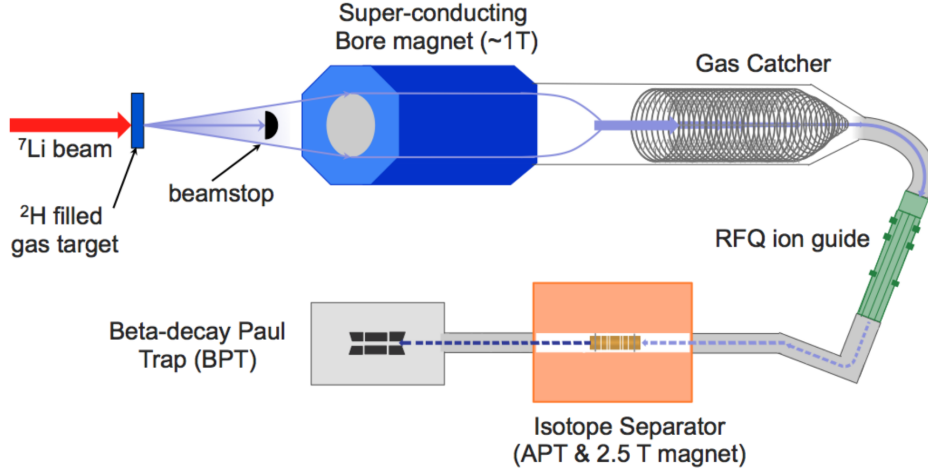 Super-conducting
Bore magnet (~1T)
Gas Catcher
⁷Li beam
beamstop
²H filled
gas target
RFQ ion guide
Beta-decay Paul
Trap (BPT)
Isotope Separator
(APT & 2.5 T magnet)